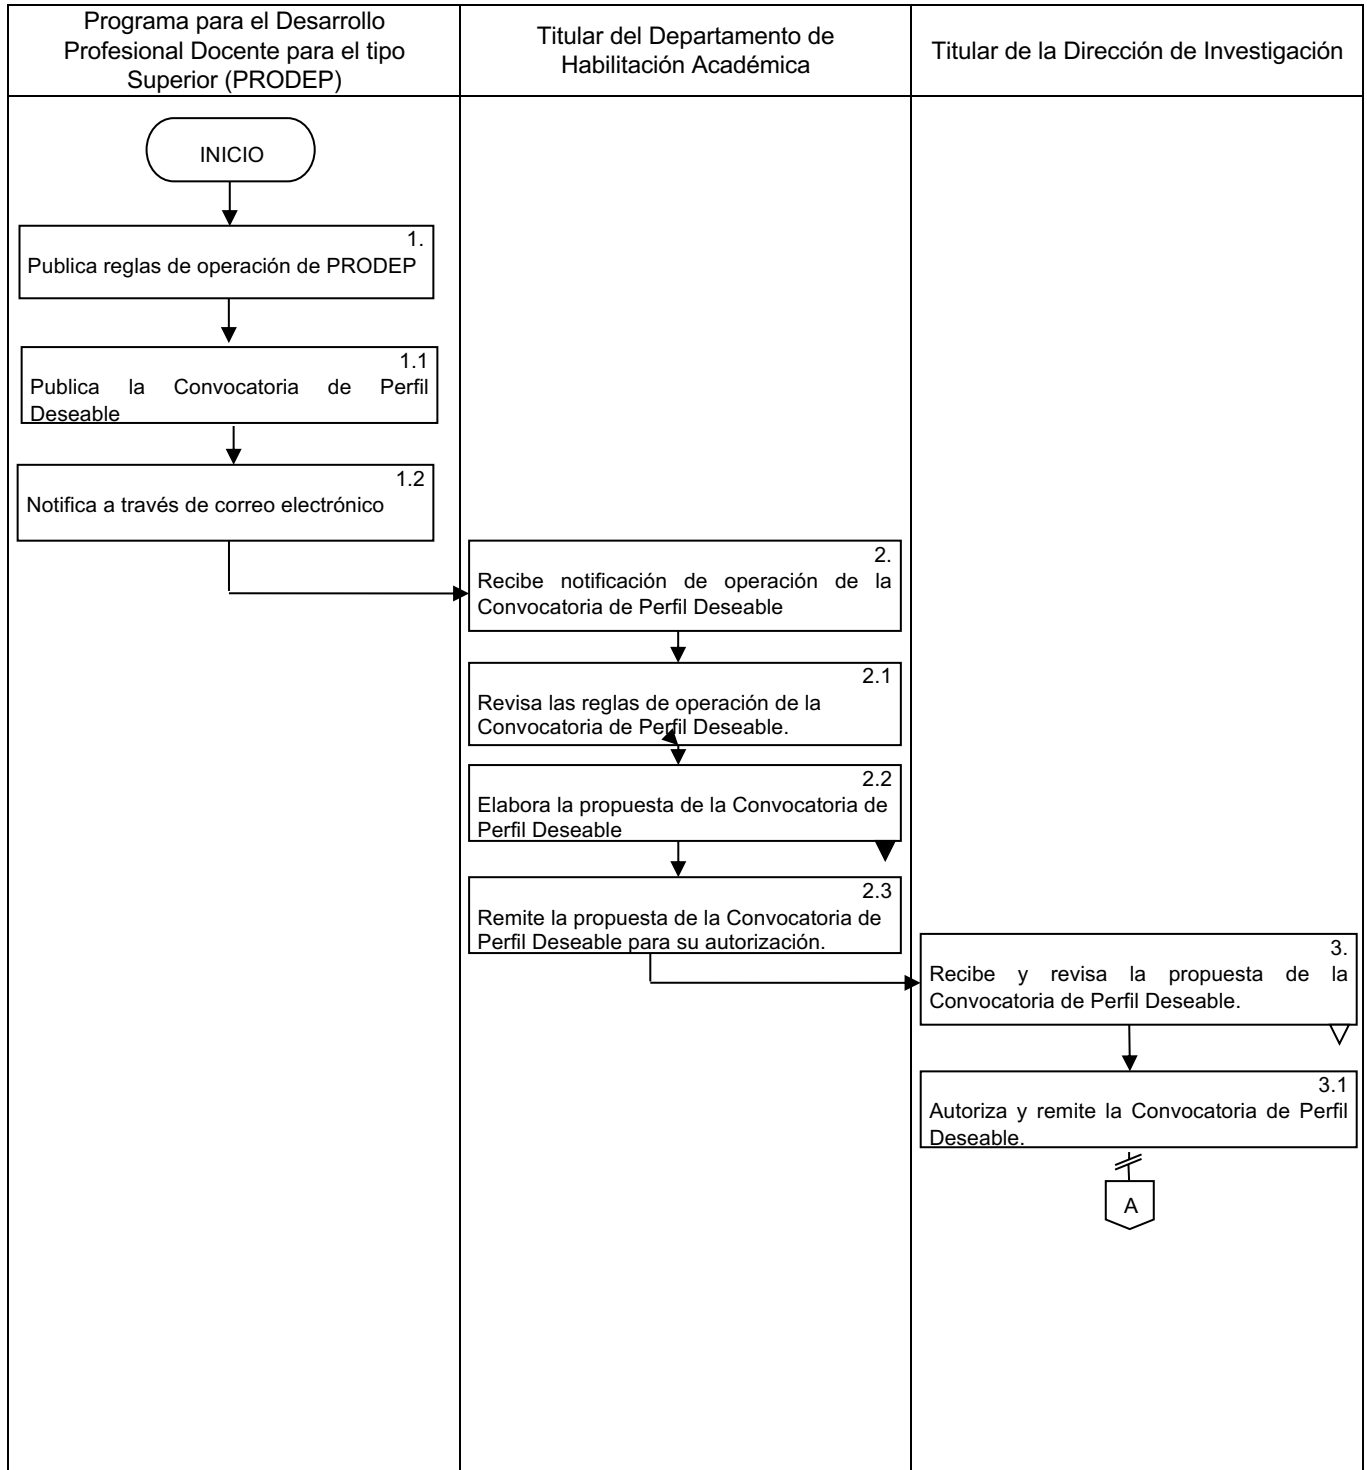 Programa para el Desarrollo
Profesional Docente para el tipo
Superior (PRODEP)
Titular del Departamento de
Habilitación Académica
Titular de la Dirección de Investigación
INICIO
1.
Publica reglas de operación de PRODEP
1.1
Publica la Convocatoria de Perfil
Deseable
1.2
Notifica a través de correo electrónico
2.
Recibe notificación de operación de la
Convocatoria de Perfil Deseable
2.1
Revisa las reglas de operación de la
Convocatoria de Perfil Deseable.
2.2
Elabora la propuesta de la Convocatoria de
Perfil Deseable
2.3
Remite la propuesta de la Convocatoria de
Perfil Deseable para su autorización.
3.
Recibe y revisa la propuesta de la
Convocatoria de Perfil Deseable.
3.1
Autoriza y remite la Convocatoria de Perfil
Deseable.
A